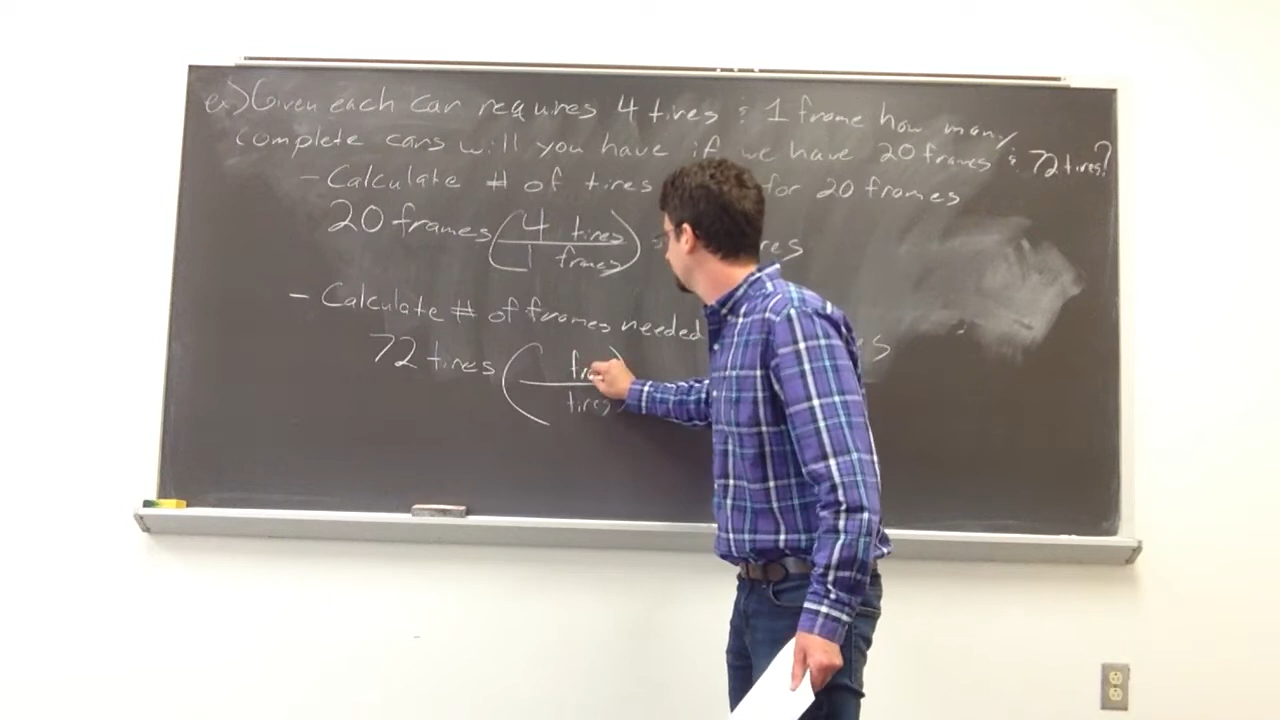 ex) Given each car requires 4 tires & 1 frame how many
complete cars will you have if we have 20 frames & 72 tires?
- Calculate # of tires for 20 frames
20 frames ( 4 tires
1 frames ) =
- Calculate # of frames needed
72 tires ( fra
tires )